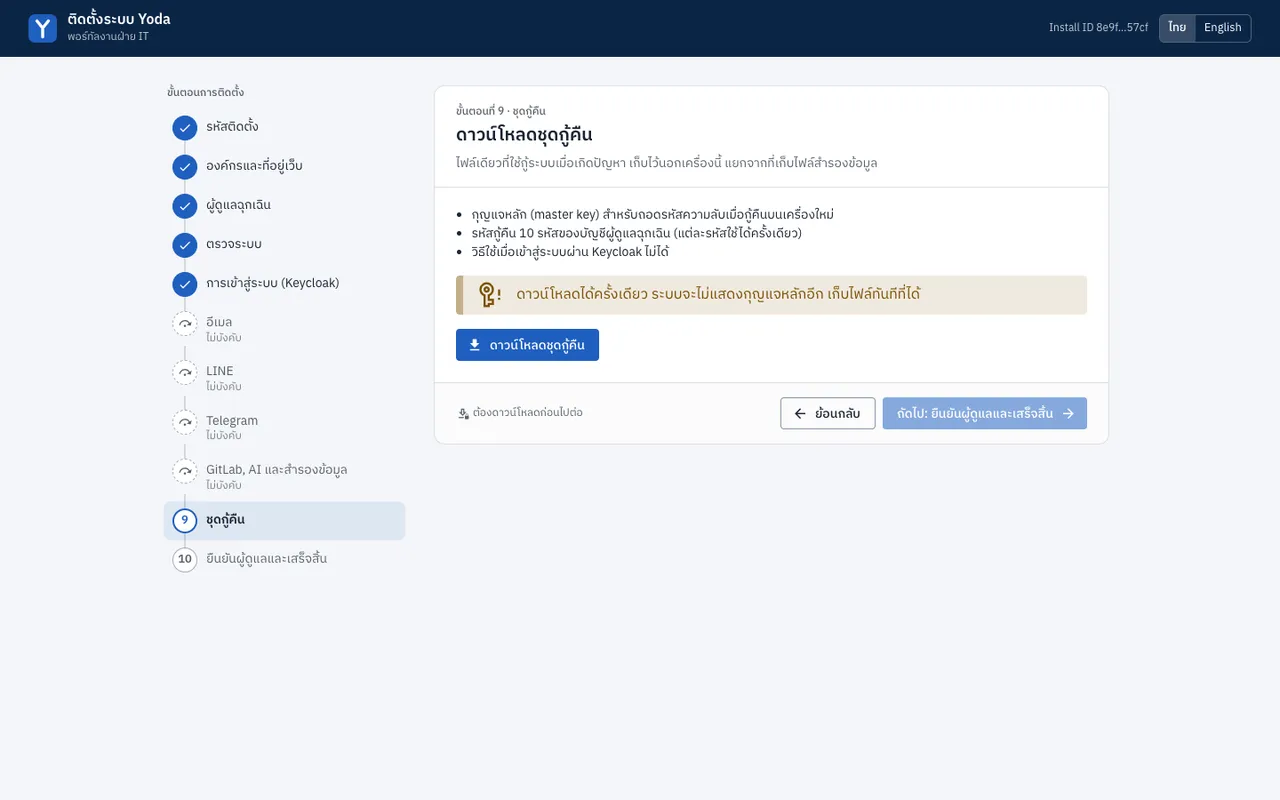 Y
ติดตั้งระบบ Yoda
พอร์ทัลงานฝ่าย IT
Install ID 8e9f...57cf
ไทย
English
ขั้นตอนการติดตั้ง
รหัสติดตั้ง
องค์กรและที่อยู่เว็บ
ผู้ดูแลฉุกเฉิน
ตรวจระบบ
การเข้าสู่ระบบ (Keycloak)
อีเมล
ไม่บังคับ
LINE
ไม่บังคับ
Telegram
ไม่บังคับ
GitLab, AI และสำรองข้อมูล
ไม่บังคับ
9 ชุดกู้คืน
10 ยืนยันผู้ดูแลและเสร็จสิ้น
ขั้นตอนที่ 9 · ชุดกู้คืน
ดาวน์โหลดชุดกู้คืน
ไฟล์เดียวที่ใช้กู้ระบบเมื่อเกิดปัญหา เก็บไว้นอกเครื่องนี้ แยกจากที่เก็บไฟล์สำรองข้อมูล
• กุญแจหลัก (master key) สำหรับถอดรหัสความลับเมื่อกู้คืนบนเครื่องใหม่
• รหัสกู้คืน 10 รหัสของบัญชีผู้ดูแลฉุกเฉิน (แต่ละรหัสใช้ได้ครั้งเดียว)
• วิธีใช้เมื่อเข้าสู่ระบบผ่าน Keycloak ไม่ได้
ดาวน์โหลดได้ครั้งเดียว ระบบจะไม่แสดงกุญแจหลักอีก เก็บไฟล์ทันทีที่ได้
ดาวน์โหลดชุดกู้คืน
ต้องดาวน์โหลดก่อนไปต่อ
ย้อนกลับ
ถัดไป: ยืนยันผู้ดูแลและเสร็จสิ้น